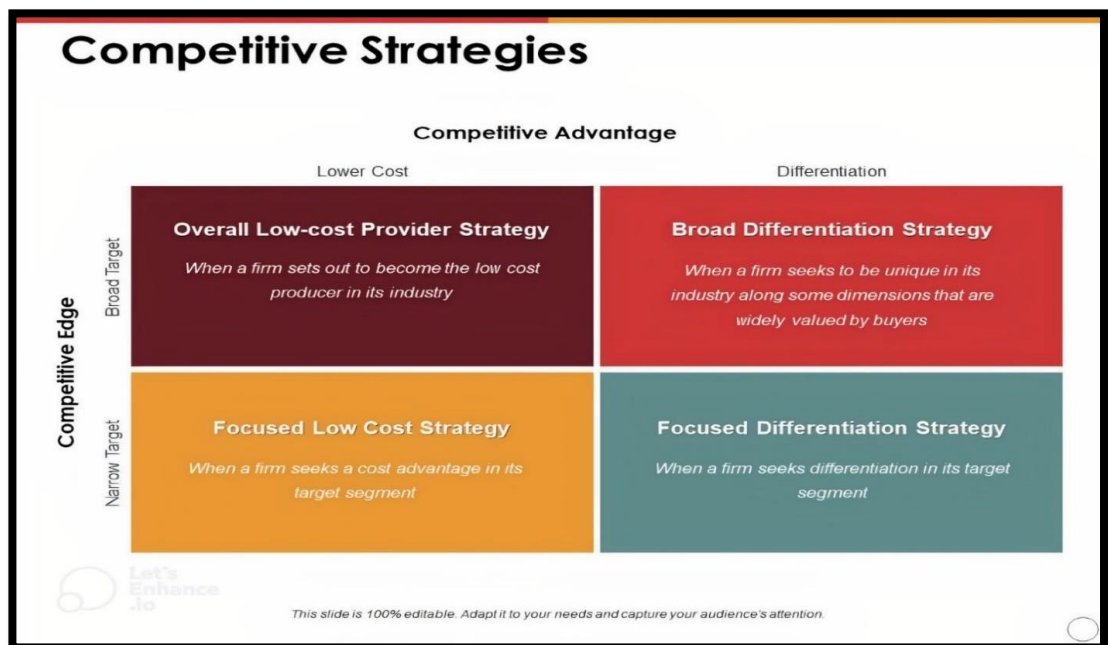 Competitive Strategies
Competitive Advantage
Lower Cost
Differentiation
Competitive Edge
Broad Target
Overall Low-cost Provider Strategy
When a firm sets out to become the low cost
producer in its industry
Broad Differentiation Strategy
When a firm seeks to be unique in its
industry along some dimensions that are
widely valued by buyers
Narrow Target
Focused Low Cost Strategy
When a firm seeks a cost advantage in its
target segment
Focused Differentiation Strategy
When a firm seeks differentiation in its target
segment
Let's
Enhance
.io
This slide is 100% editable. Adapt it to your needs and capture your audience's attention.